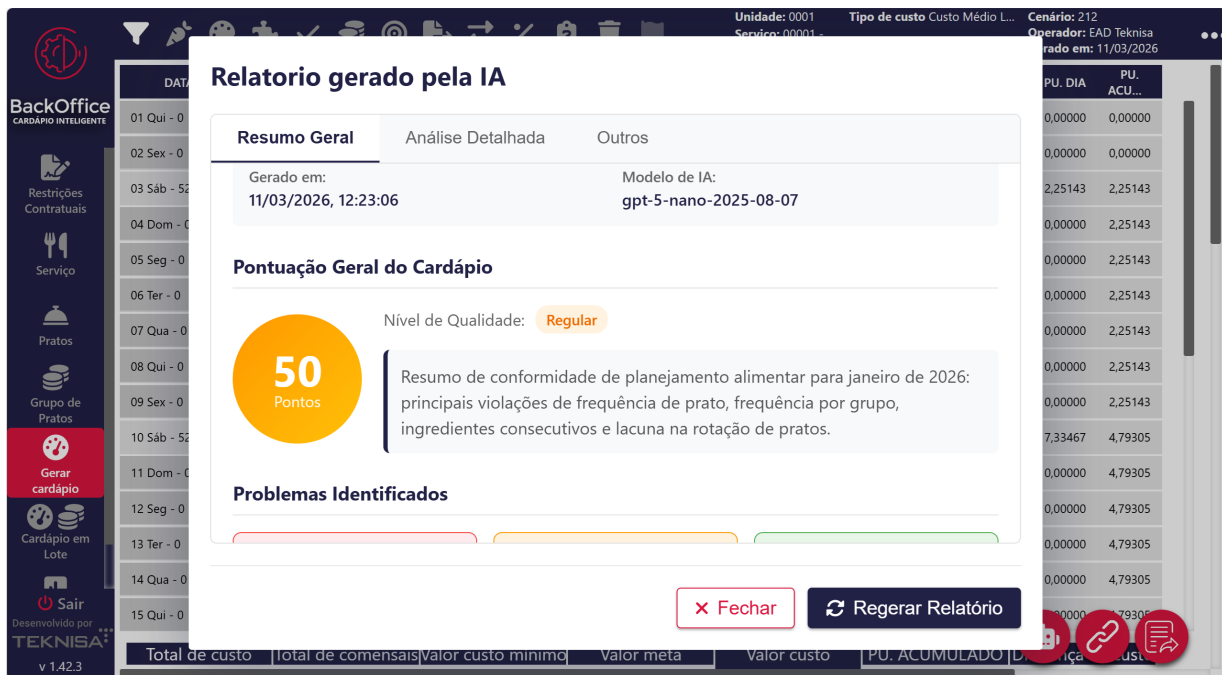 Unidade: 0001
Tipo de custo Custo Médio L...
Cenário: 212
Serviço: 00001 -
Operador: EAD Teknisa
rado em: 11/03/2026
BackOffice
CARDÁPIO INTELIGENTE
Restrições
Contratuais
Serviço
Pratos
Grupo de
Pratos
Gerar
cardápio
Cardápio em
Lote
Sair
Desenvolvido por
TEKNISA
v 1.42.3
DATA
01 Qui - 0
02 Sex - 0
03 Sáb - 52
04 Dom - 0
05 Seg - 0
06 Ter - 0
07 Qua - 0
08 Qui - 0
09 Sex - 0
10 Sáb - 52
11 Dom - 0
12 Seg - 0
13 Ter - 0
14 Qua - 0
15 Qui - 0
Relatorio gerado pela IA
Resumo Geral Análise Detalhada Outros
Gerado em: Modelo de IA:
11/03/2026, 12:23:06 gpt-5-nano-2025-08-07
Pontuação Geral do Cardápio
50
Pontos
Nível de Qualidade: Regular
Resumo de conformidade de planejamento alimentar para janeiro de 2026:
principais violações de frequência de prato, frequência por grupo,
ingredientes consecutivos e lacuna na rotação de pratos.
Problemas Identificados
Fechar Regerar Relatório
PU. DIA PU. ACU...
0,00000 0,00000
0,00000 0,00000
2,25143 2,25143
0,00000 2,25143
0,00000 2,25143
0,00000 2,25143
0,00000 2,25143
0,00000 2,25143
0,00000 2,25143
7,33467 4,79305
0,00000 4,79305
0,00000 4,79305
0,00000 4,79305
0,00000 4,79305
Total de custo Total de comensais Valor custo mínimo Valor meta Valor custo PU. ACUMULADO